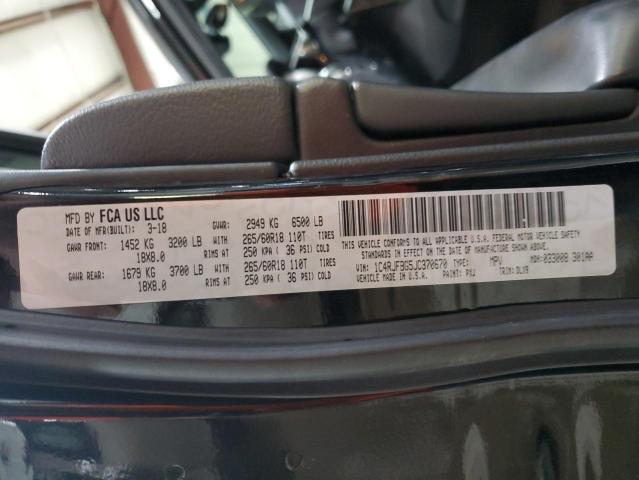 MFD BY FCA US LLC
DATE OF MFR(BUILT): 3-18 GVWR: 2949 KG 6500 LB
GAWR FRONT: 1452 KG 3200 LB WITH TIRES 265/60R18 110T
18X8.0 RIMS AT 250 KPA ( 36 PSI) COLD
GAWR REAR: 1679 KG 3700 LB WITH TIRES 265/60R18 110T
18X8.0 RIMS AT 250 KPA ( 36 PSI) COLD
THIS VEHICLE CONFORMS TO ALL APPLICABLE U.S.A. FEDERAL MOTOR VEHICLE SAFETY
STANDARDS IN EFFECT ON THE DATE OF MANUFACTURE SHOWN ABOVE.
VIN: 1C4RJFBG5JC370670 TYPE: MPV MDH: 033008 301AA
VEHICLE MADE IN U.S.A. PAINT: PXJ TRIM: DLX9